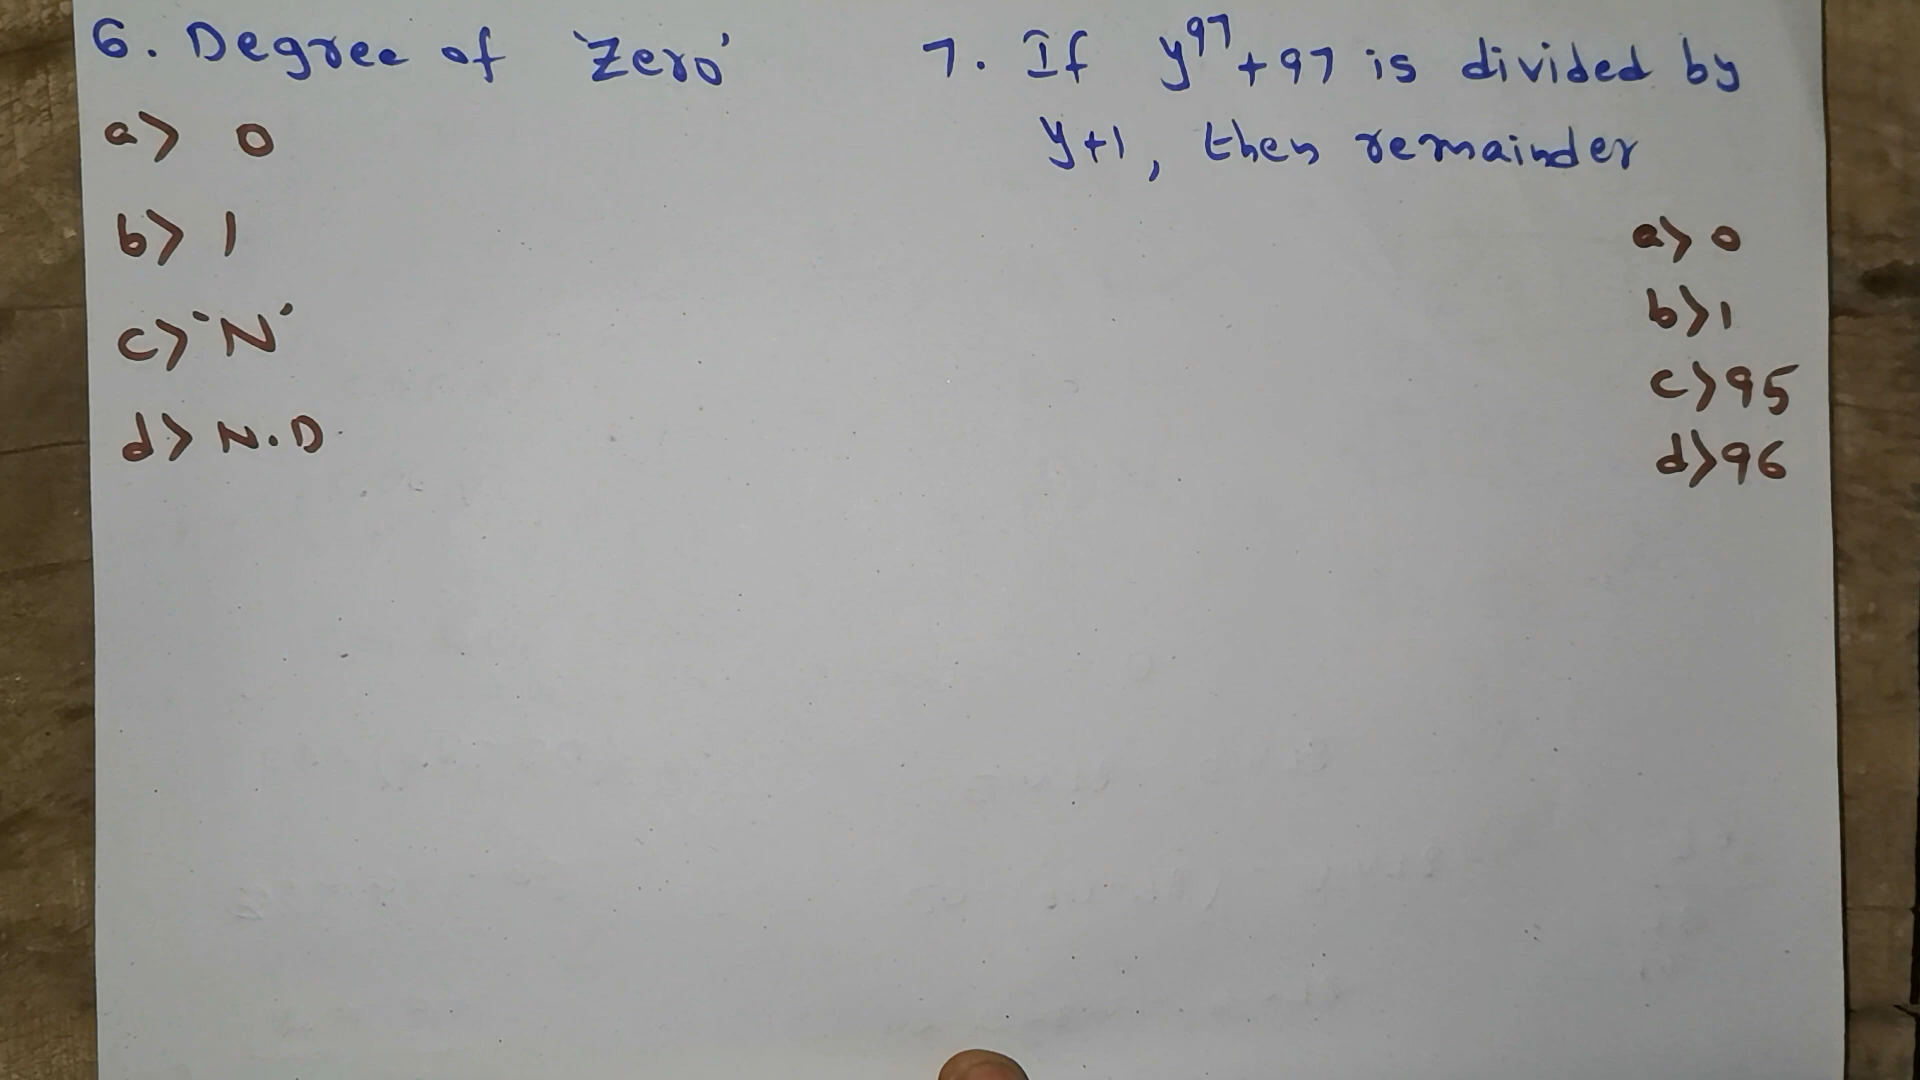 6. Degree of 'Zero'
a> 0
b> 1
c> 'N'
d> N.D.
7. If y⁹⁷+97 is divided by
y+1, then remainder
a> 0
b> 1
c> 95
d> 96